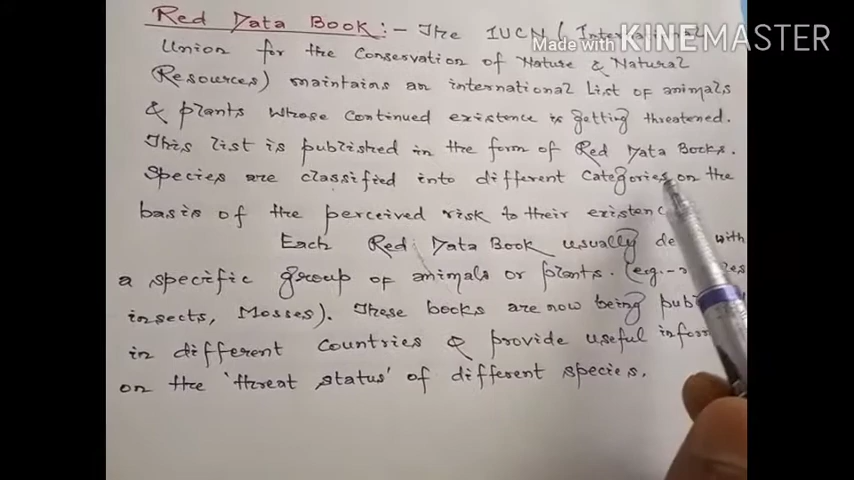 Red Data Book :- The IUCN (
Made with KINEMASTER
Union for the Conservation of Nature & Natural
Resources) maintains an international List of animals
& plants whose continued existence is getting threatened.
This list is published in the form of Red Data Books.
Species are classified into different categories on the
basis of the perceived risk to their
Each Red Data Book usually with
a specific group of animals or plants. (eg.-
insects, Mosses). These books are now being
in different countries & provide useful
on the 'threat status' of different species.